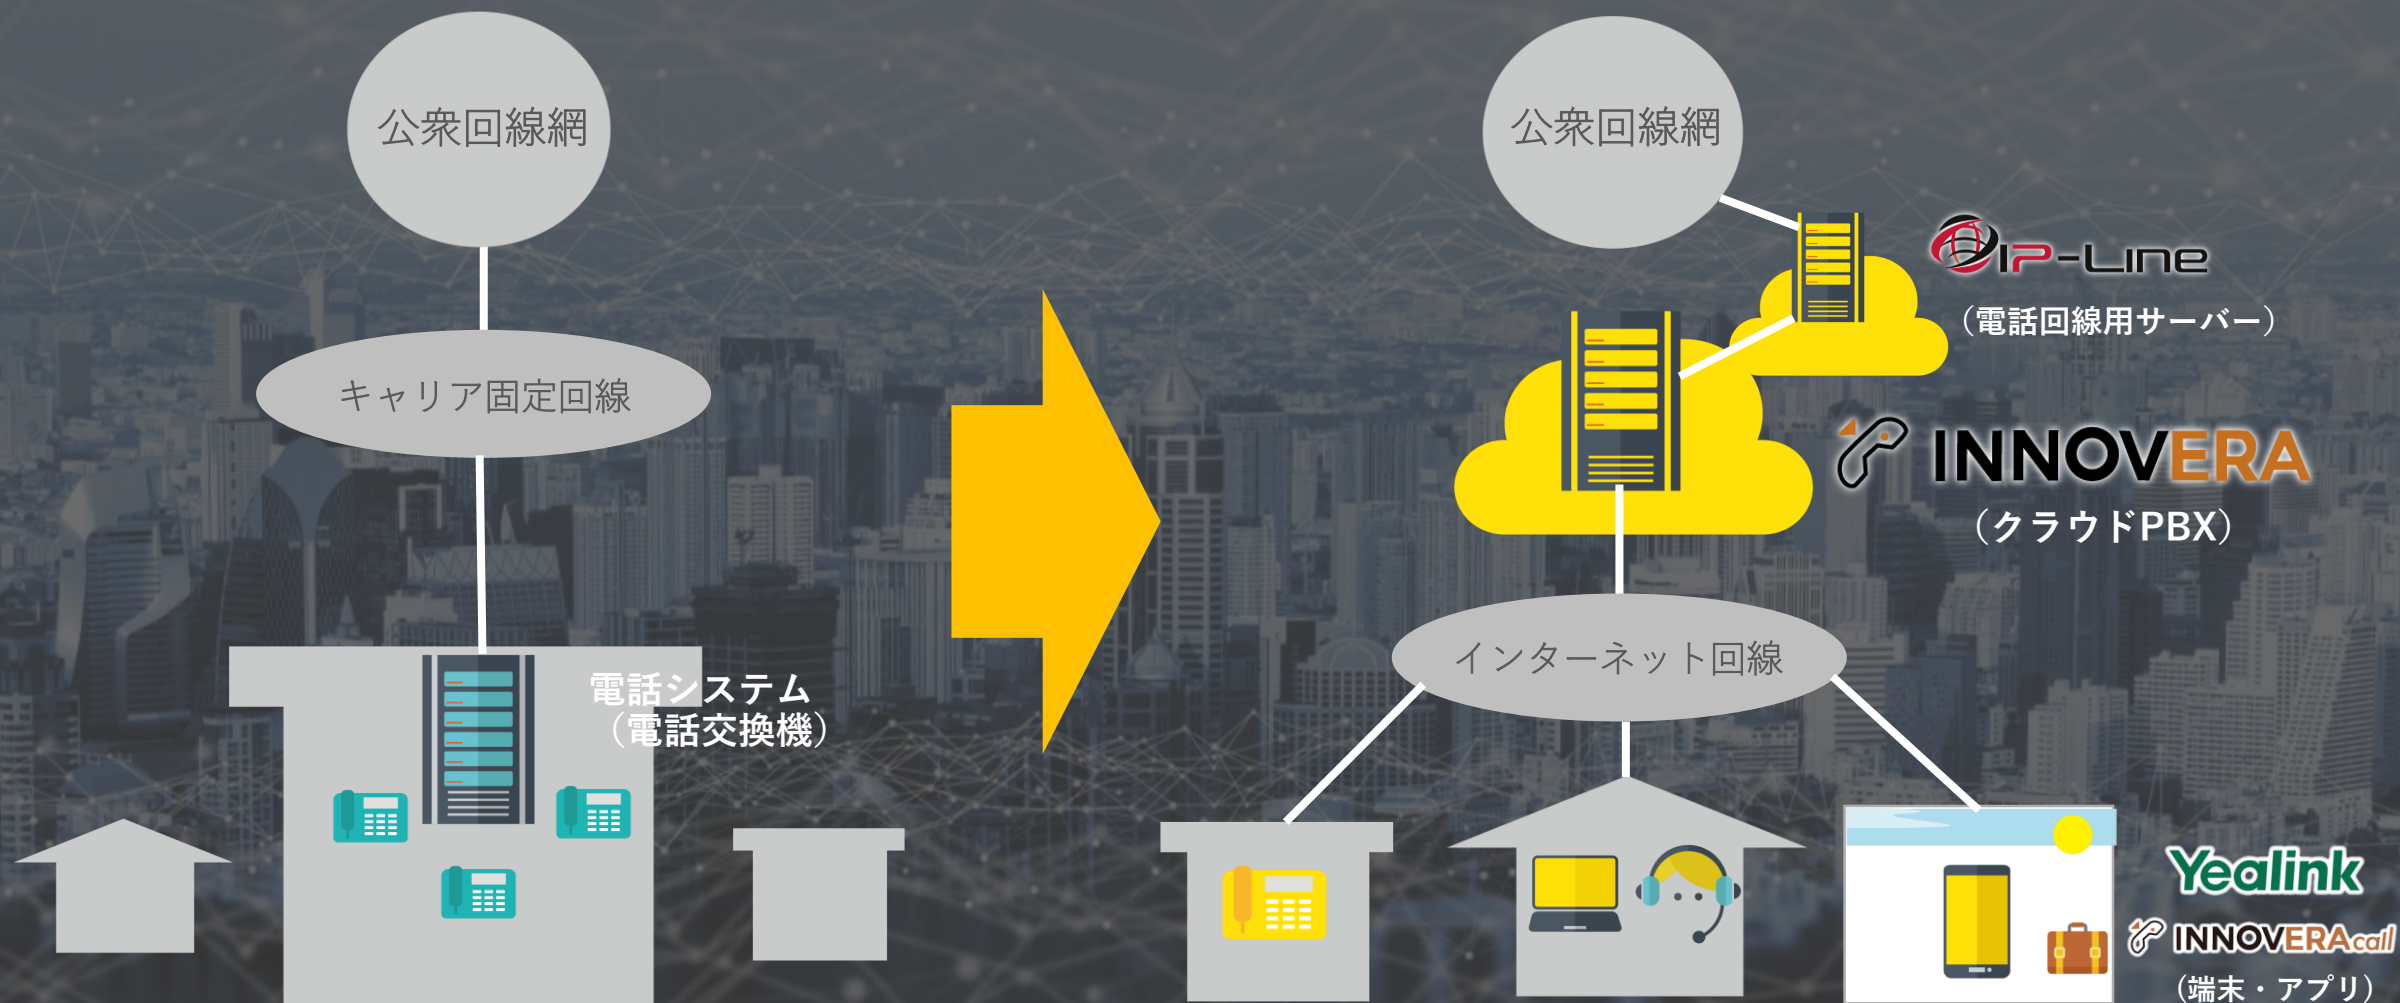 公衆回線網
キャリア固定回線
電話システム
（電話交換機）
公衆回線網
IP-Line
（電話回線用サーバー）
INNOVERA
（クラウドPBX）
インターネット回線
Yealink
INNOVERAcall
（端末・アプリ）